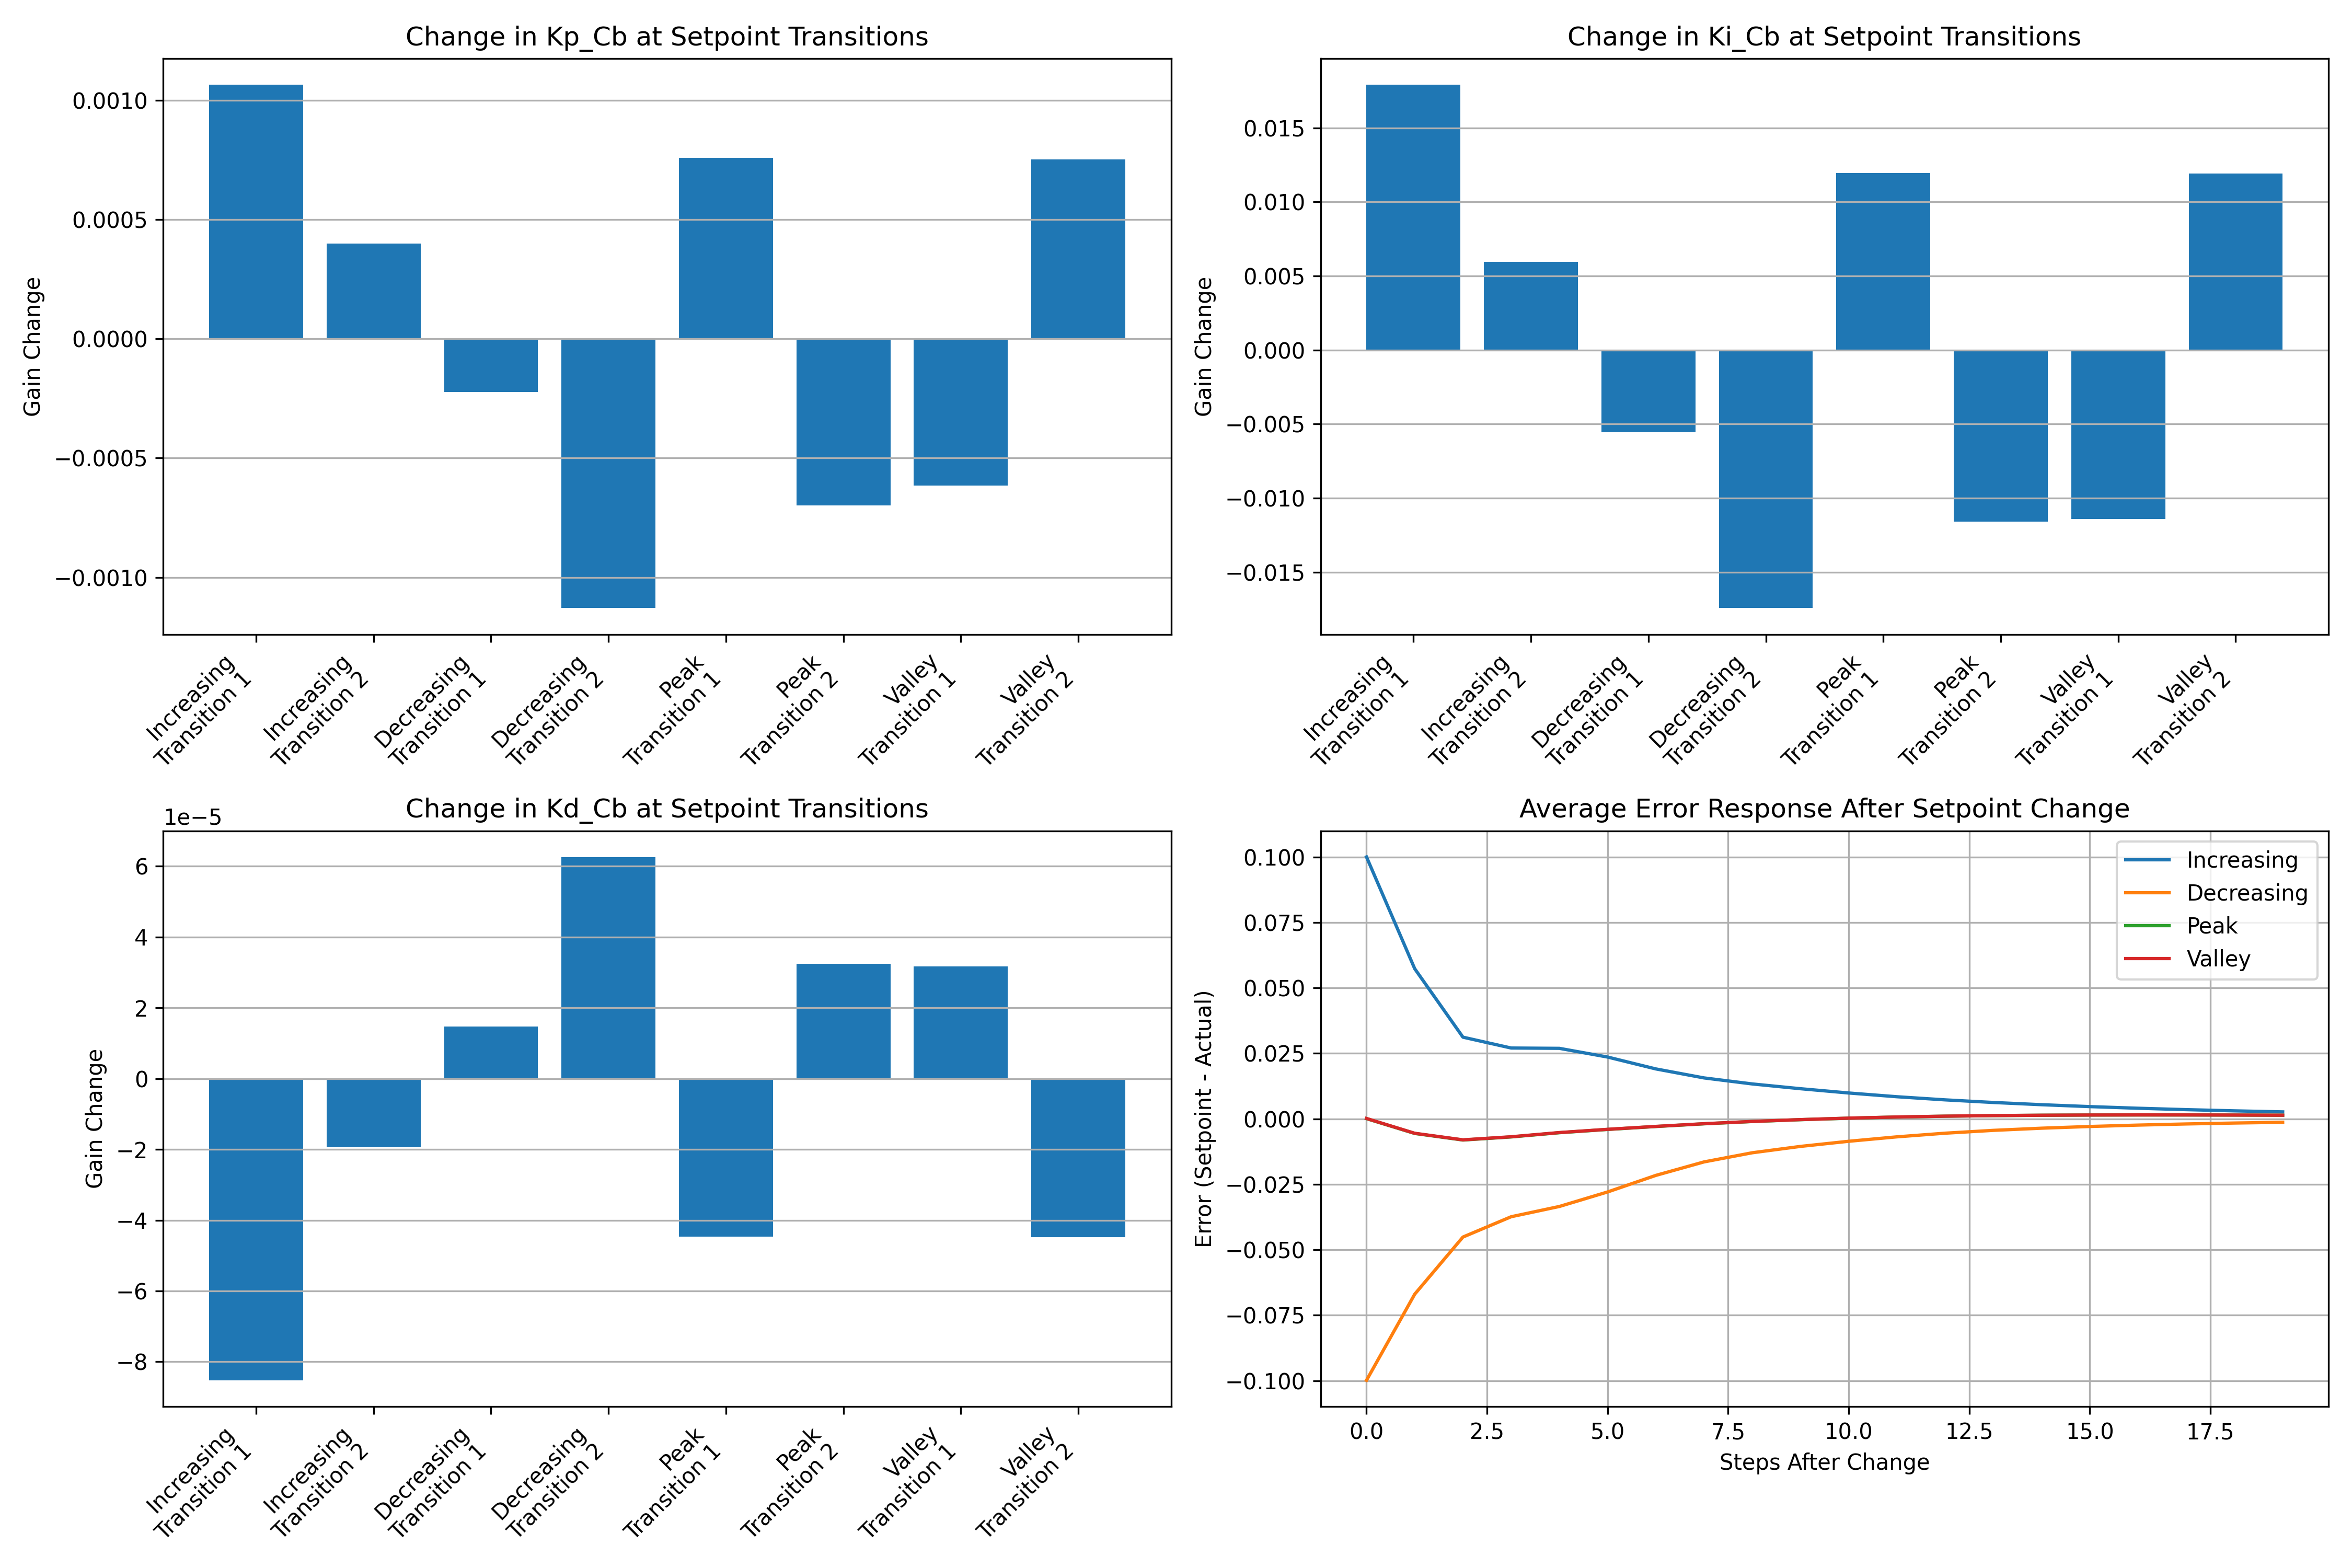 Change in Kp_Cb at Setpoint Transitions
Gain Change
0.0010
0.0005
0.0000
−0.0005
−0.0010
Increasing
Transition 1
Increasing
Transition 2
Decreasing
Transition 1
Decreasing
Transition 2
Peak
Transition 1
Peak
Transition 2
Valley
Transition 1
Valley
Transition 2
Change in Ki_Cb at Setpoint Transitions
Gain Change
0.015
0.010
0.005
0.000
−0.005
−0.010
−0.015
Increasing
Transition 1
Increasing
Transition 2
Decreasing
Transition 1
Decreasing
Transition 2
Peak
Transition 1
Peak
Transition 2
Valley
Transition 1
Valley
Transition 2
Change in Kd_Cb at Setpoint Transitions
1e−5
Gain Change
6
4
2
0
−2
−4
−6
−8
Increasing
Transition 1
Increasing
Transition 2
Decreasing
Transition 1
Decreasing
Transition 2
Peak
Transition 1
Peak
Transition 2
Valley
Transition 1
Valley
Transition 2
Average Error Response After Setpoint Change
Error (Setpoint - Actual)
0.100
0.075
0.050
0.025
0.000
−0.025
−0.050
−0.075
−0.100
Increasing
Decreasing
Peak
Valley
0.0 2.5 5.0 7.5 10.0 12.5 15.0 17.5
Steps After Change